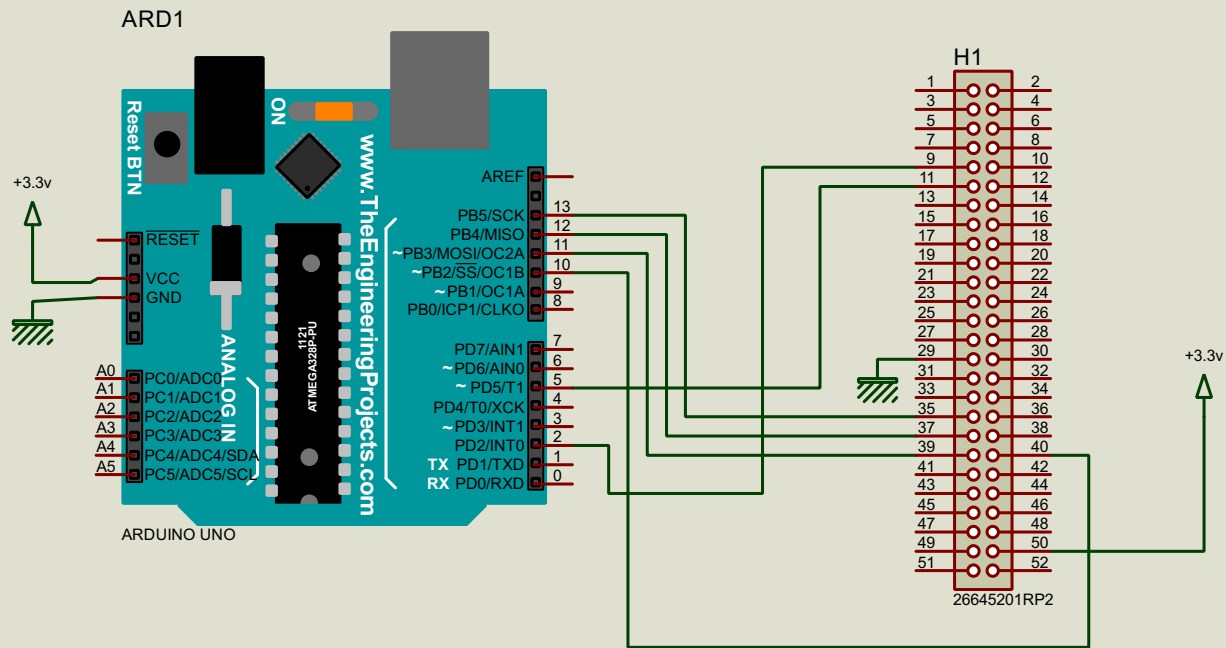 ARD1
Reset BTN
ON
www.TheEngineeringProjects.com
+3.3v
RESET
VCC
GND
ANALOG IN
1121
ATMEGA328P-PU
A0 PC0/ADC0
A1 PC1/ADC1
A2 PC2/ADC2
A3 PC3/ADC3
A4 PC4/ADC4/SDA
A5 PC5/ADC5/SCL
AREF
PB5/SCK 13
PB4/MISO 12
~PB3/MOSI/OC2A 11
~PB2/SS/OC1B 10
~PB1/OC1A 9
PB0/ICP1/CLKO 8
PD7/AIN1 7
~PD6/AIN0 6
~PD5/T1 5
PD4/T0/XCK 4
~PD3/INT1 3
PD2/INT0 2
TX PD1/TXD 1
RX PD0/RXD 0
ARDUINO UNO
H1
1 2
3 4
5 6
7 8
9 10
11 12
13 14
15 16
17 18
19 20
21 22
23 24
25 26
27 28
29 30
31 32
33 34
35 36
37 38
39 40
41 42
43 44
45 46
47 48
49 50
51 52
26645201RP2
+3.3v